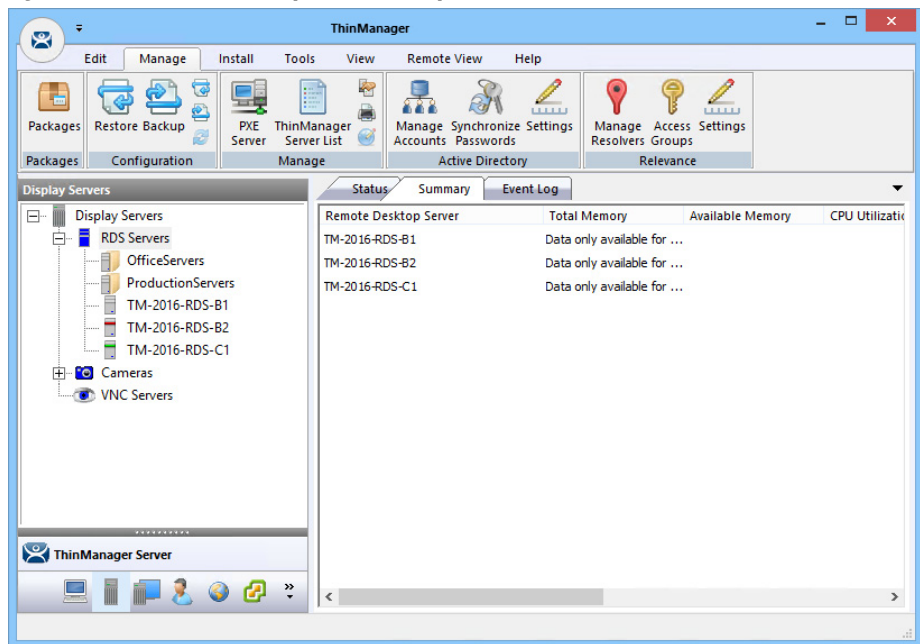 ThinManager
Edit Manage Install Tools View Remote View Help
Packages Restore Backup PXE Server ThinManager Server List Manage Accounts Synchronize Passwords Settings Manage Resolvers Access Groups Settings
Packages Configuration Manage Active Directory Relevance
Display Servers
Display Servers
RDS Servers
OfficeServers
ProductionServers
TM-2016-RDS-B1
TM-2016-RDS-B2
TM-2016-RDS-C1
Cameras
VNC Servers
ThinManager Server
Status Summary Event Log
Remote Desktop Server Total Memory Available Memory CPU Utilizatic
TM-2016-RDS-B1 Data only available for ...
TM-2016-RDS-B2 Data only available for ...
TM-2016-RDS-C1 Data only available for ...